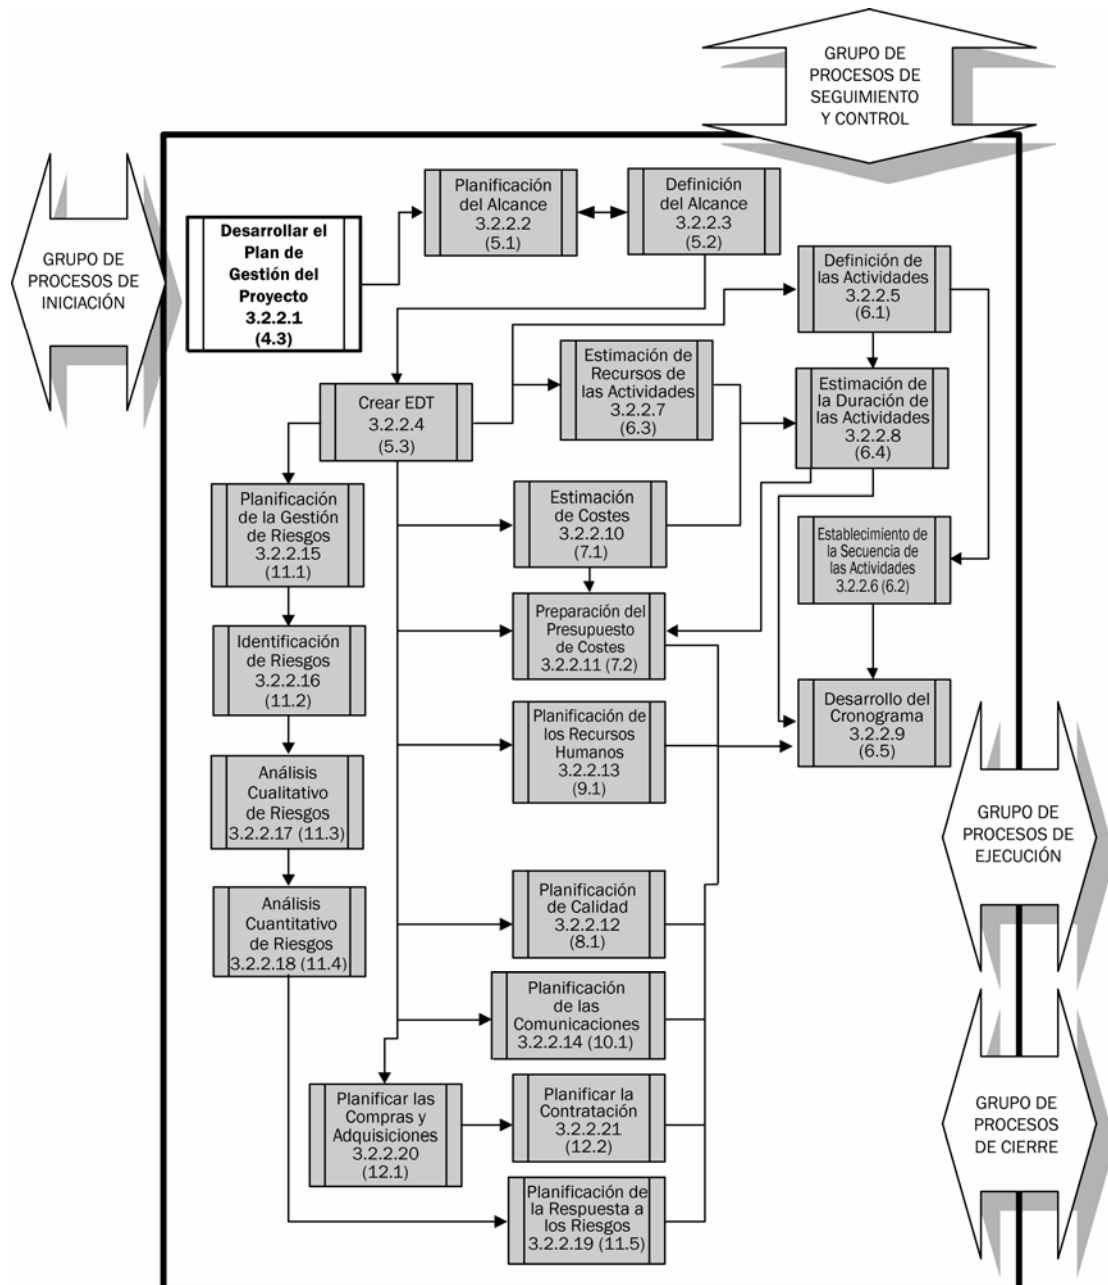 GRUPO DE
PROCESOS DE
SEGUIMIENTO
Y CONTROL
GRUPO DE
PROCESOS DE
INICIACIÓN
Desarrollar el
Plan de
Gestión del
Proyecto
3.2.2.1
(4.3)
Planificación
del Alcance
3.2.2.2
(5.1)
Definición
del Alcance
3.2.2.3
(5.2)
Definición de
las Actividades
3.2.2.5
(6.1)
Estimación de
Recursos de
las Actividades
3.2.2.7
(6.3)
Estimación de
la Duración de
las Actividades
3.2.2.8
(6.4)
Crear EDT
3.2.2.4
(5.3)
Planificación
de la Gestión
de Riesgos
3.2.2.15
(11.1)
Estimación
de Costes
3.2.2.10
(7.1)
Establecimiento de
la Secuencia de
las Actividades
3.2.2.6 (6.2)
Preparación del
Presupuesto
de Costes
3.2.2.11 (7.2)
Identificación
de Riesgos
3.2.2.16
(11.2)
Planificación de
los Recursos
Humanos
3.2.2.13
(9.1)
Desarrollo del
Cronograma
3.2.2.9
(6.5)
Análisis
Cualitativo
de Riesgos
3.2.2.17 (11.3)
GRUPO DE
PROCESOS DE
EJECUCIÓN
Análisis
Cuantitativo
de Riesgos
3.2.2.18 (11.4)
Planificación
de Calidad
3.2.2.12
(8.1)
Planificación
de las
Comunicaciones
3.2.2.14 (10.1)
Planificar las
Compras y
Adquisiciones
3.2.2.20
(12.1)
Planificar la
Contratación
3.2.2.21
(12.2)
GRUPO DE
PROCESOS
DE CIERRE
Planificación de
la Respuesta a
los Riesgos
3.2.2.19 (11.5)